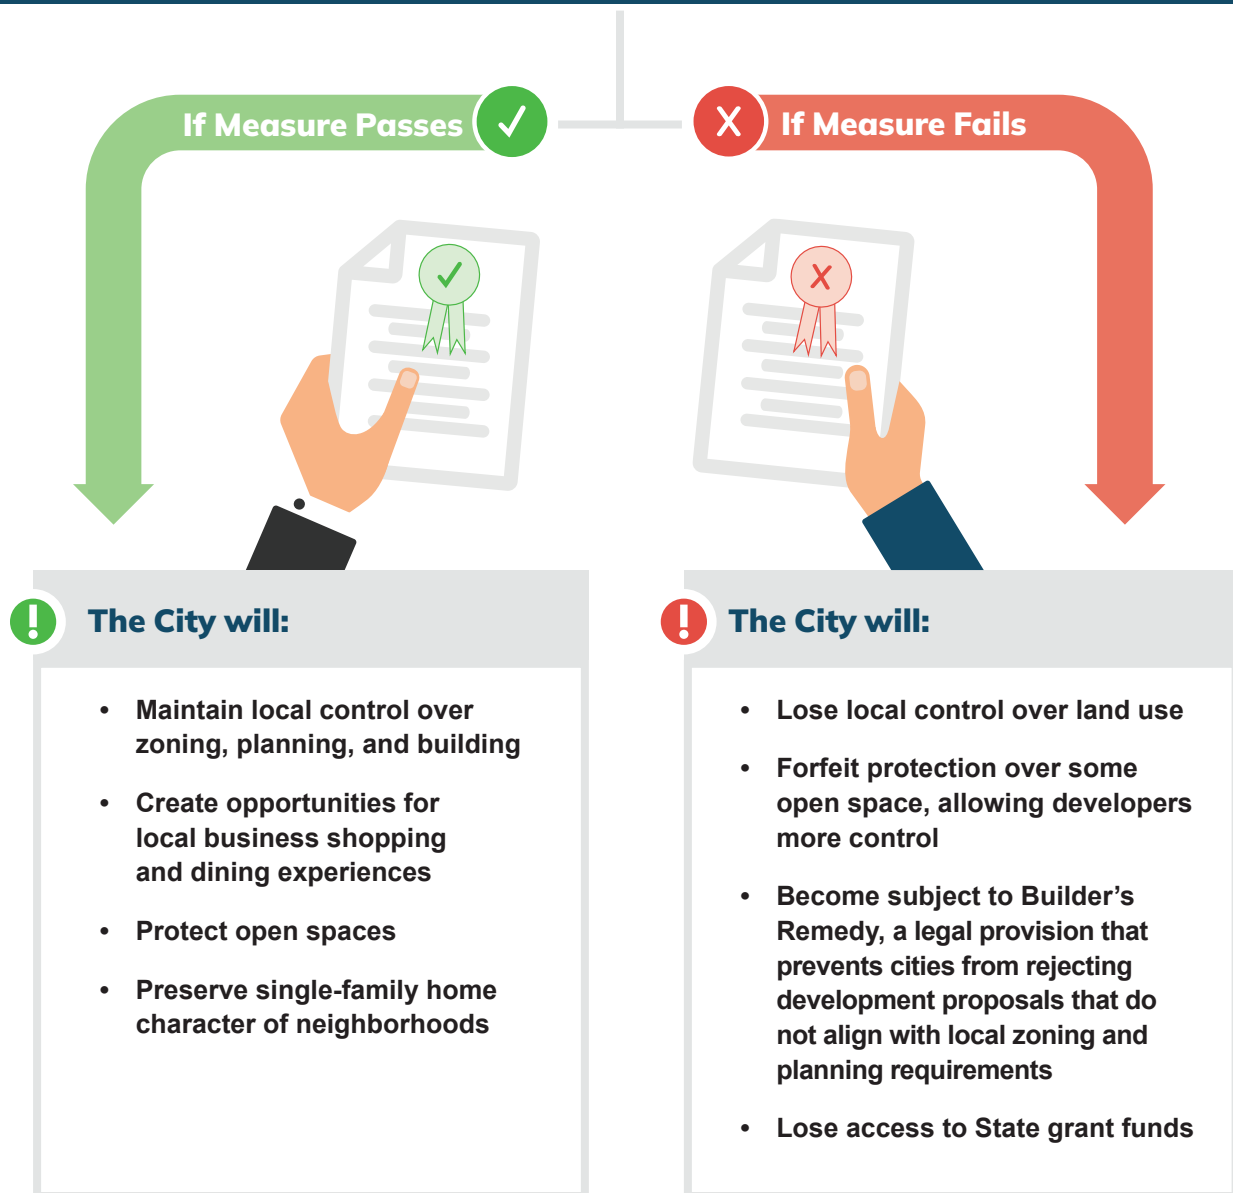 If Measure Passes
If Measure Fails
The City will:
• Maintain local control over
zoning, planning, and building
• Create opportunities for
local business shopping
and dining experiences
• Protect open spaces
• Preserve single-family home
character of neighborhoods
The City will:
• Lose local control over land use
• Forfeit protection over some
open space, allowing developers
more control
• Become subject to Builder’s
Remedy, a legal provision that
prevents cities from rejecting
development proposals that do
not align with local zoning and
planning requirements
• Lose access to State grant funds